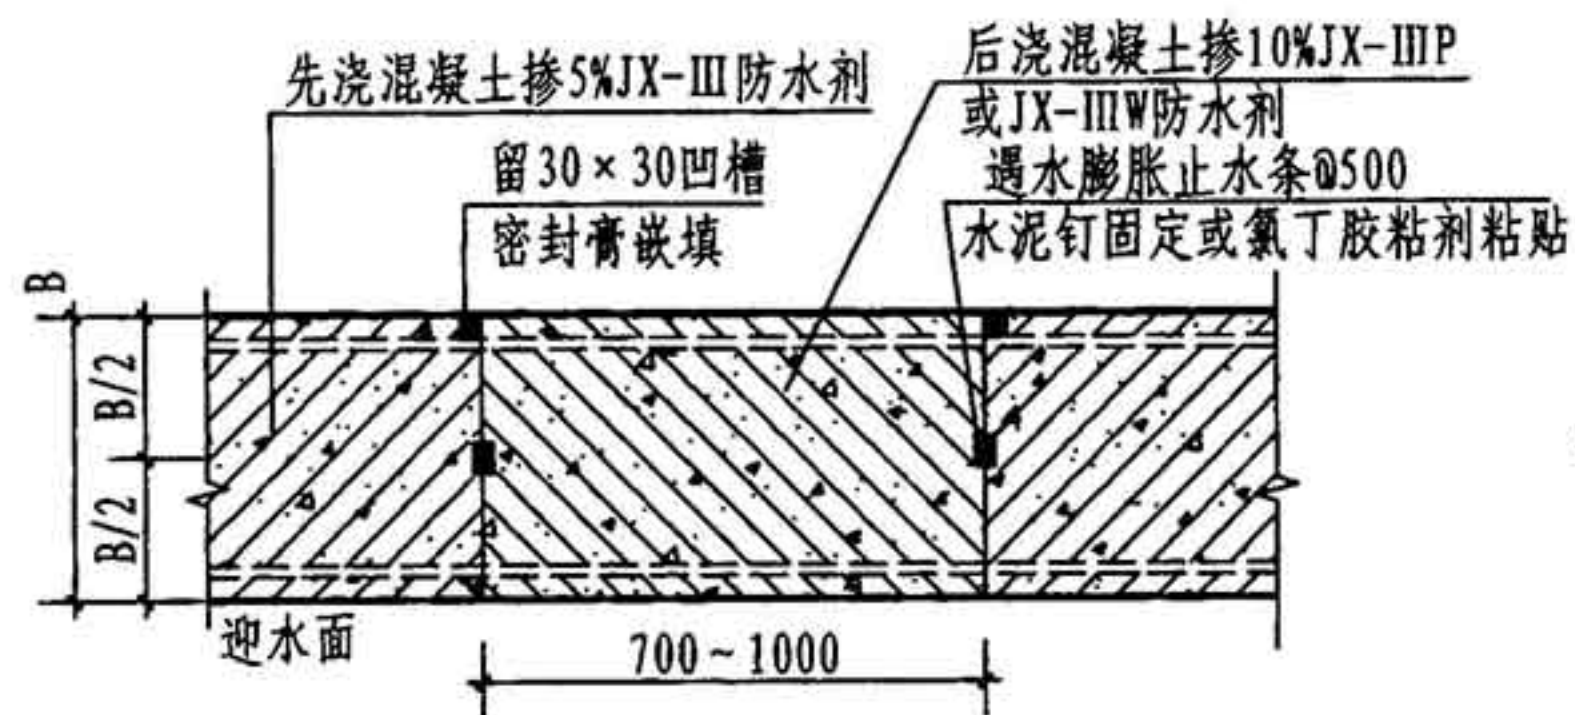 先浇混凝土掺5%JX-III防水剂
后浇混凝土掺10%JX-IIIP
或JX-IIIW防水剂
留30×30凹槽
密封膏嵌填
遇水膨胀止水条@500
水泥钉固定或氯丁胶粘剂粘贴
B
B/2
B/2
迎水面
700~1000